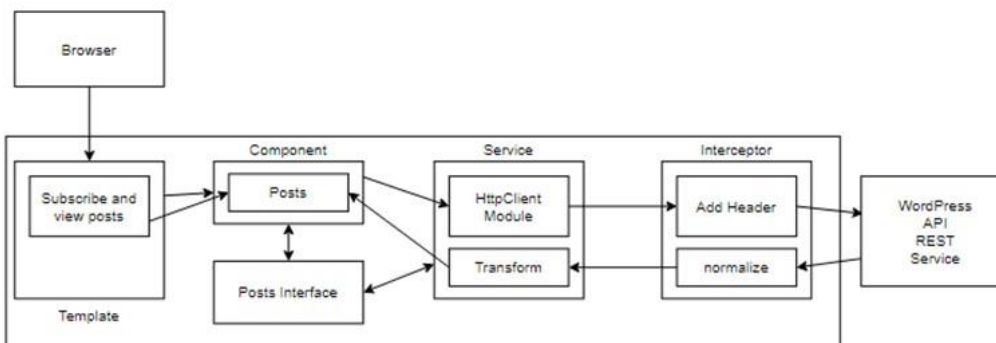 Browser
Component
Service
Interceptor
Subscribe and
view posts
Posts
HttpClient
Module
Add Header
WordPress
API
REST
Service
Transform
normalize
Posts Interface
Template